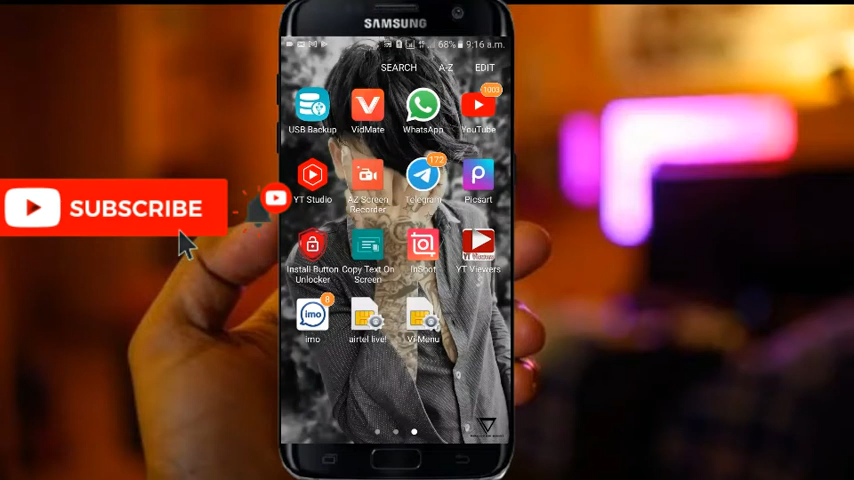 SAMSUNG
68% 9:16 a.m.
SEARCH A-Z EDIT
1003
USB Backup VidMate WhatsApp YouTube
172
YT Studio AZ Screen Recorder Telegram Picsart
SUBSCRIBE
Install Button Unlocker Copy Text On Screen InShot YT Viewers
8
imo
imo airtel live! Vi Menu